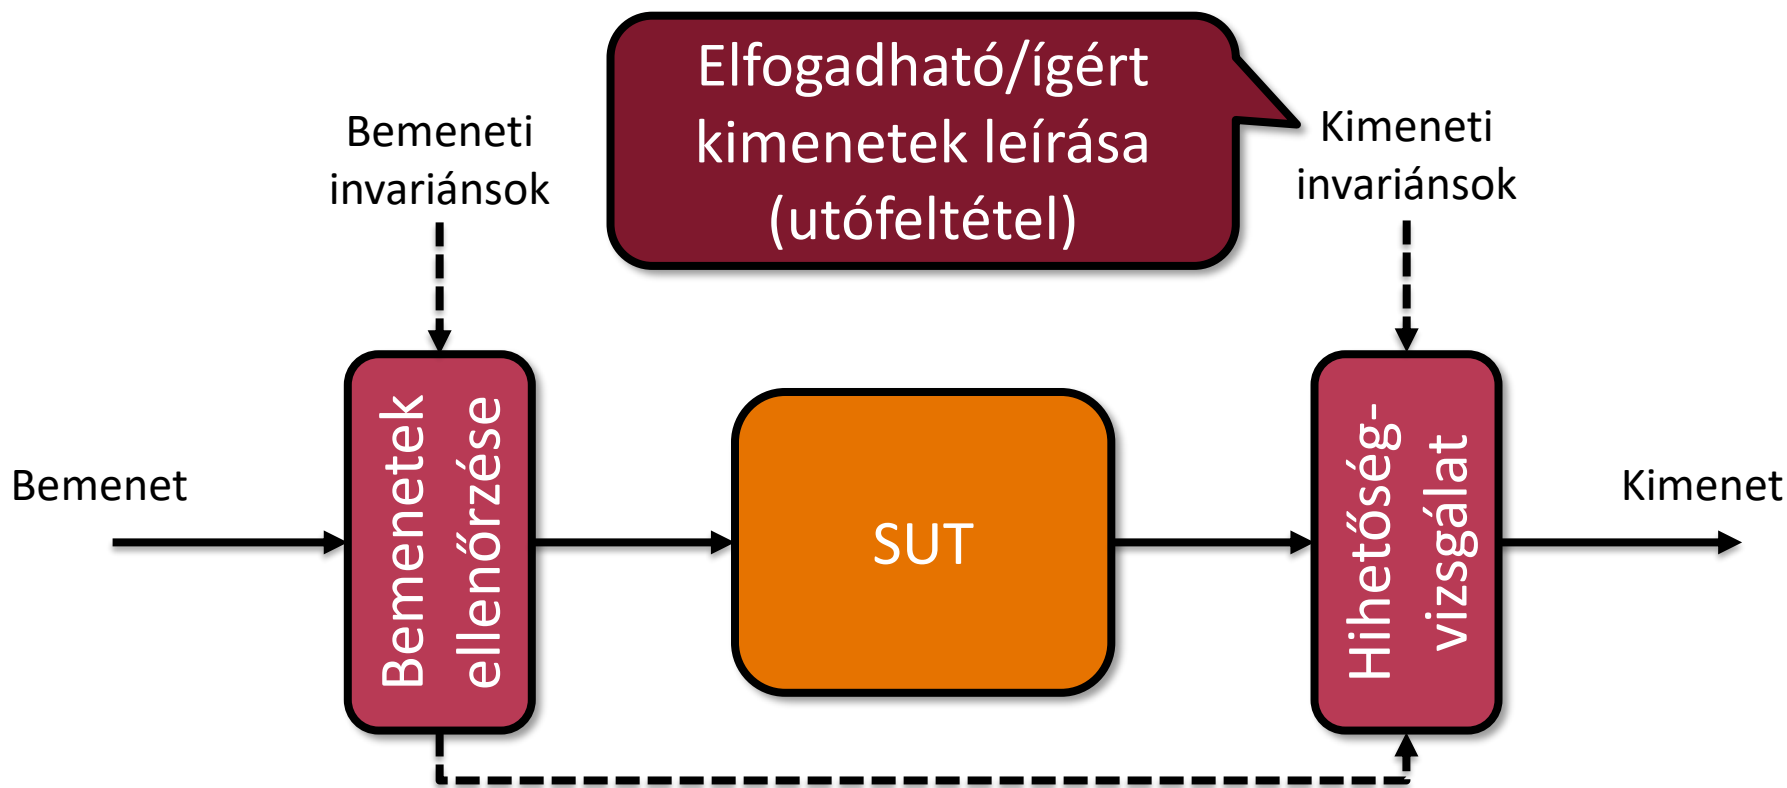 Elfogadható/ígért
kimenetek leírása
(utófeltétel)
Bemeneti
invariánsok
Kimeneti
invariánsok
Bemenet
Bemenetek
ellenőrzése
SUT
Hihetőség-
vizsgálat
Kimenet